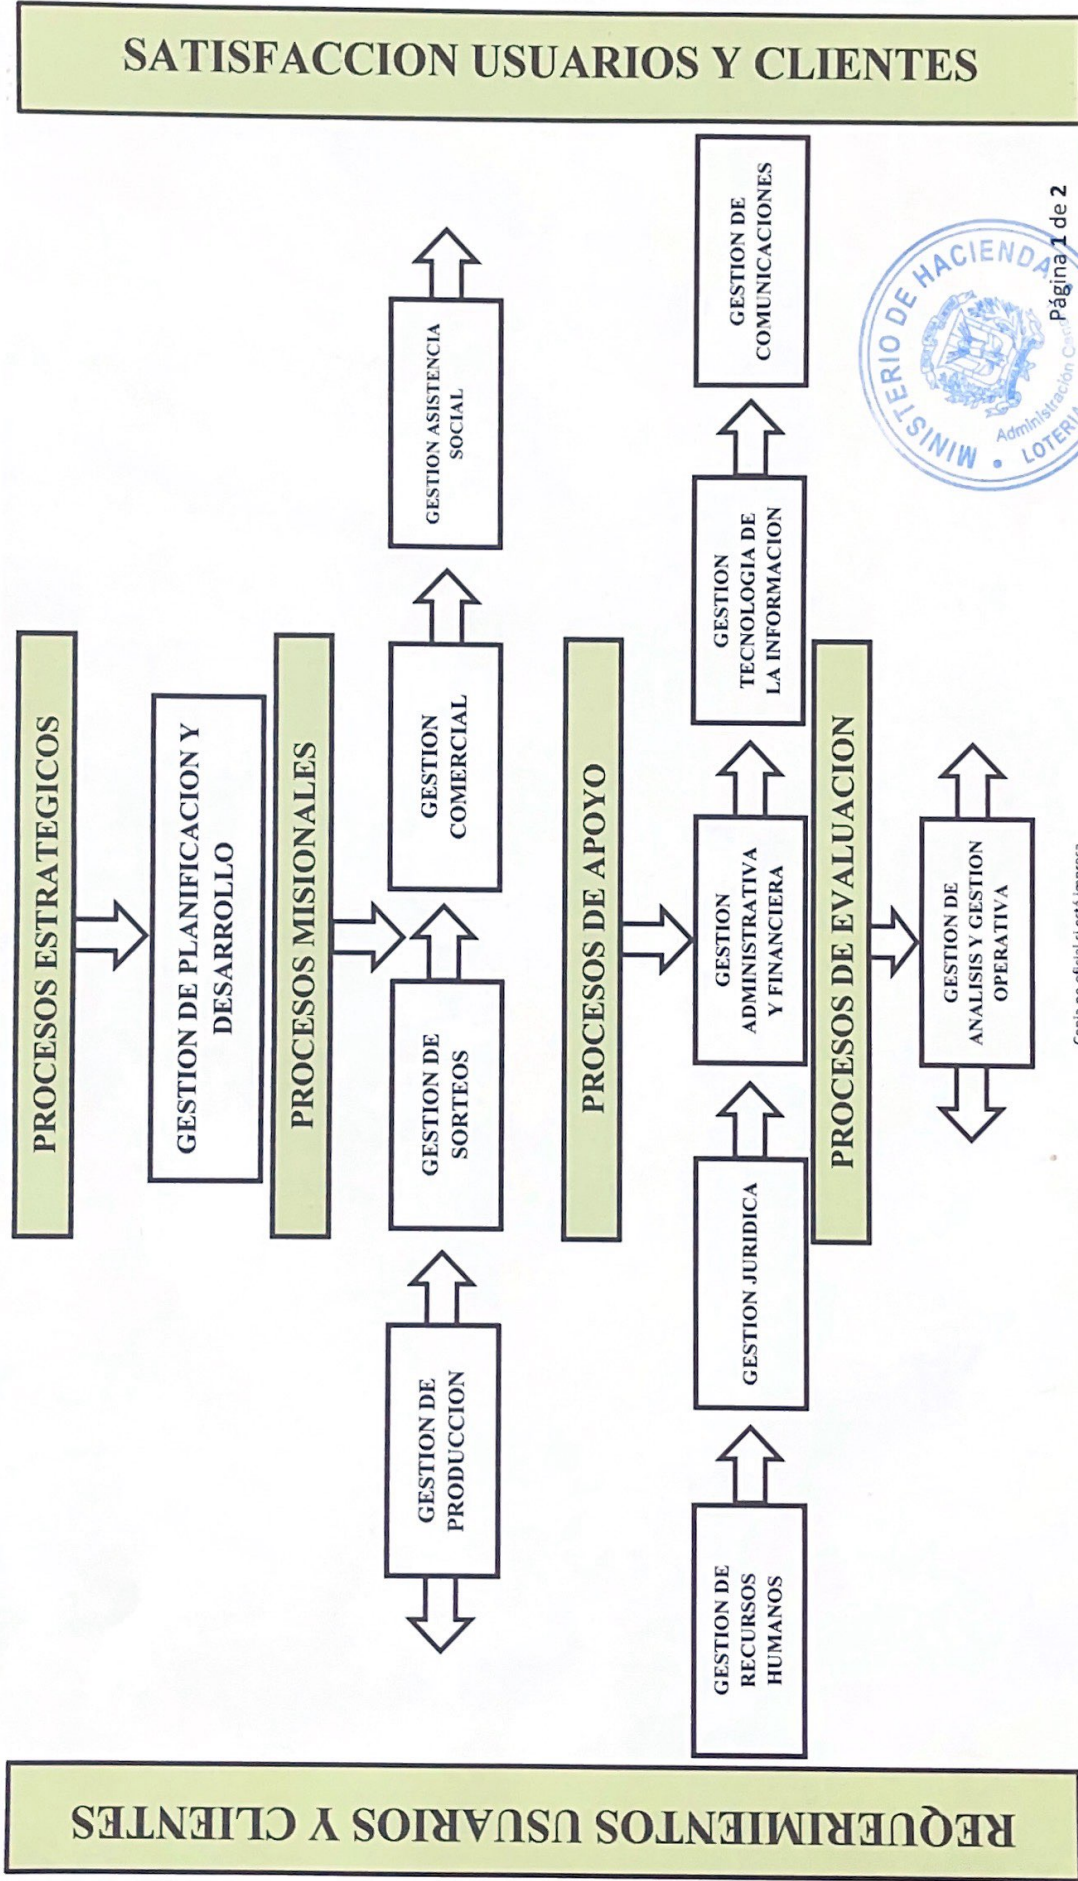 SATISFACCION USUARIOS Y CLIENTES
REQUERIMIENTOS USUARIOS Y CLIENTES
PROCESOS ESTRATEGICOS
GESTION DE PLANIFICACION Y
DESARROLLO
PROCESOS MISIONALES
GESTION DE
PRODUCCION
GESTION DE
SORTEOS
GESTION
COMERCIAL
GESTION ASISTENCIA
SOCIAL
PROCESOS DE APOYO
GESTION DE
RECURSOS
HUMANOS
GESTION JURIDICA
GESTION
ADMINISTRATIVA
Y FINANCIERA
GESTION
TECNOLOGIA DE
LA INFORMACION
GESTION DE
COMUNICACIONES
PROCESOS DE EVALUACION
GESTION DE
ANALISIS Y GESTION
OPERATIVA
MINISTERIO DE HACIENDA
Administración
LOTERIA
Página 1 de 2